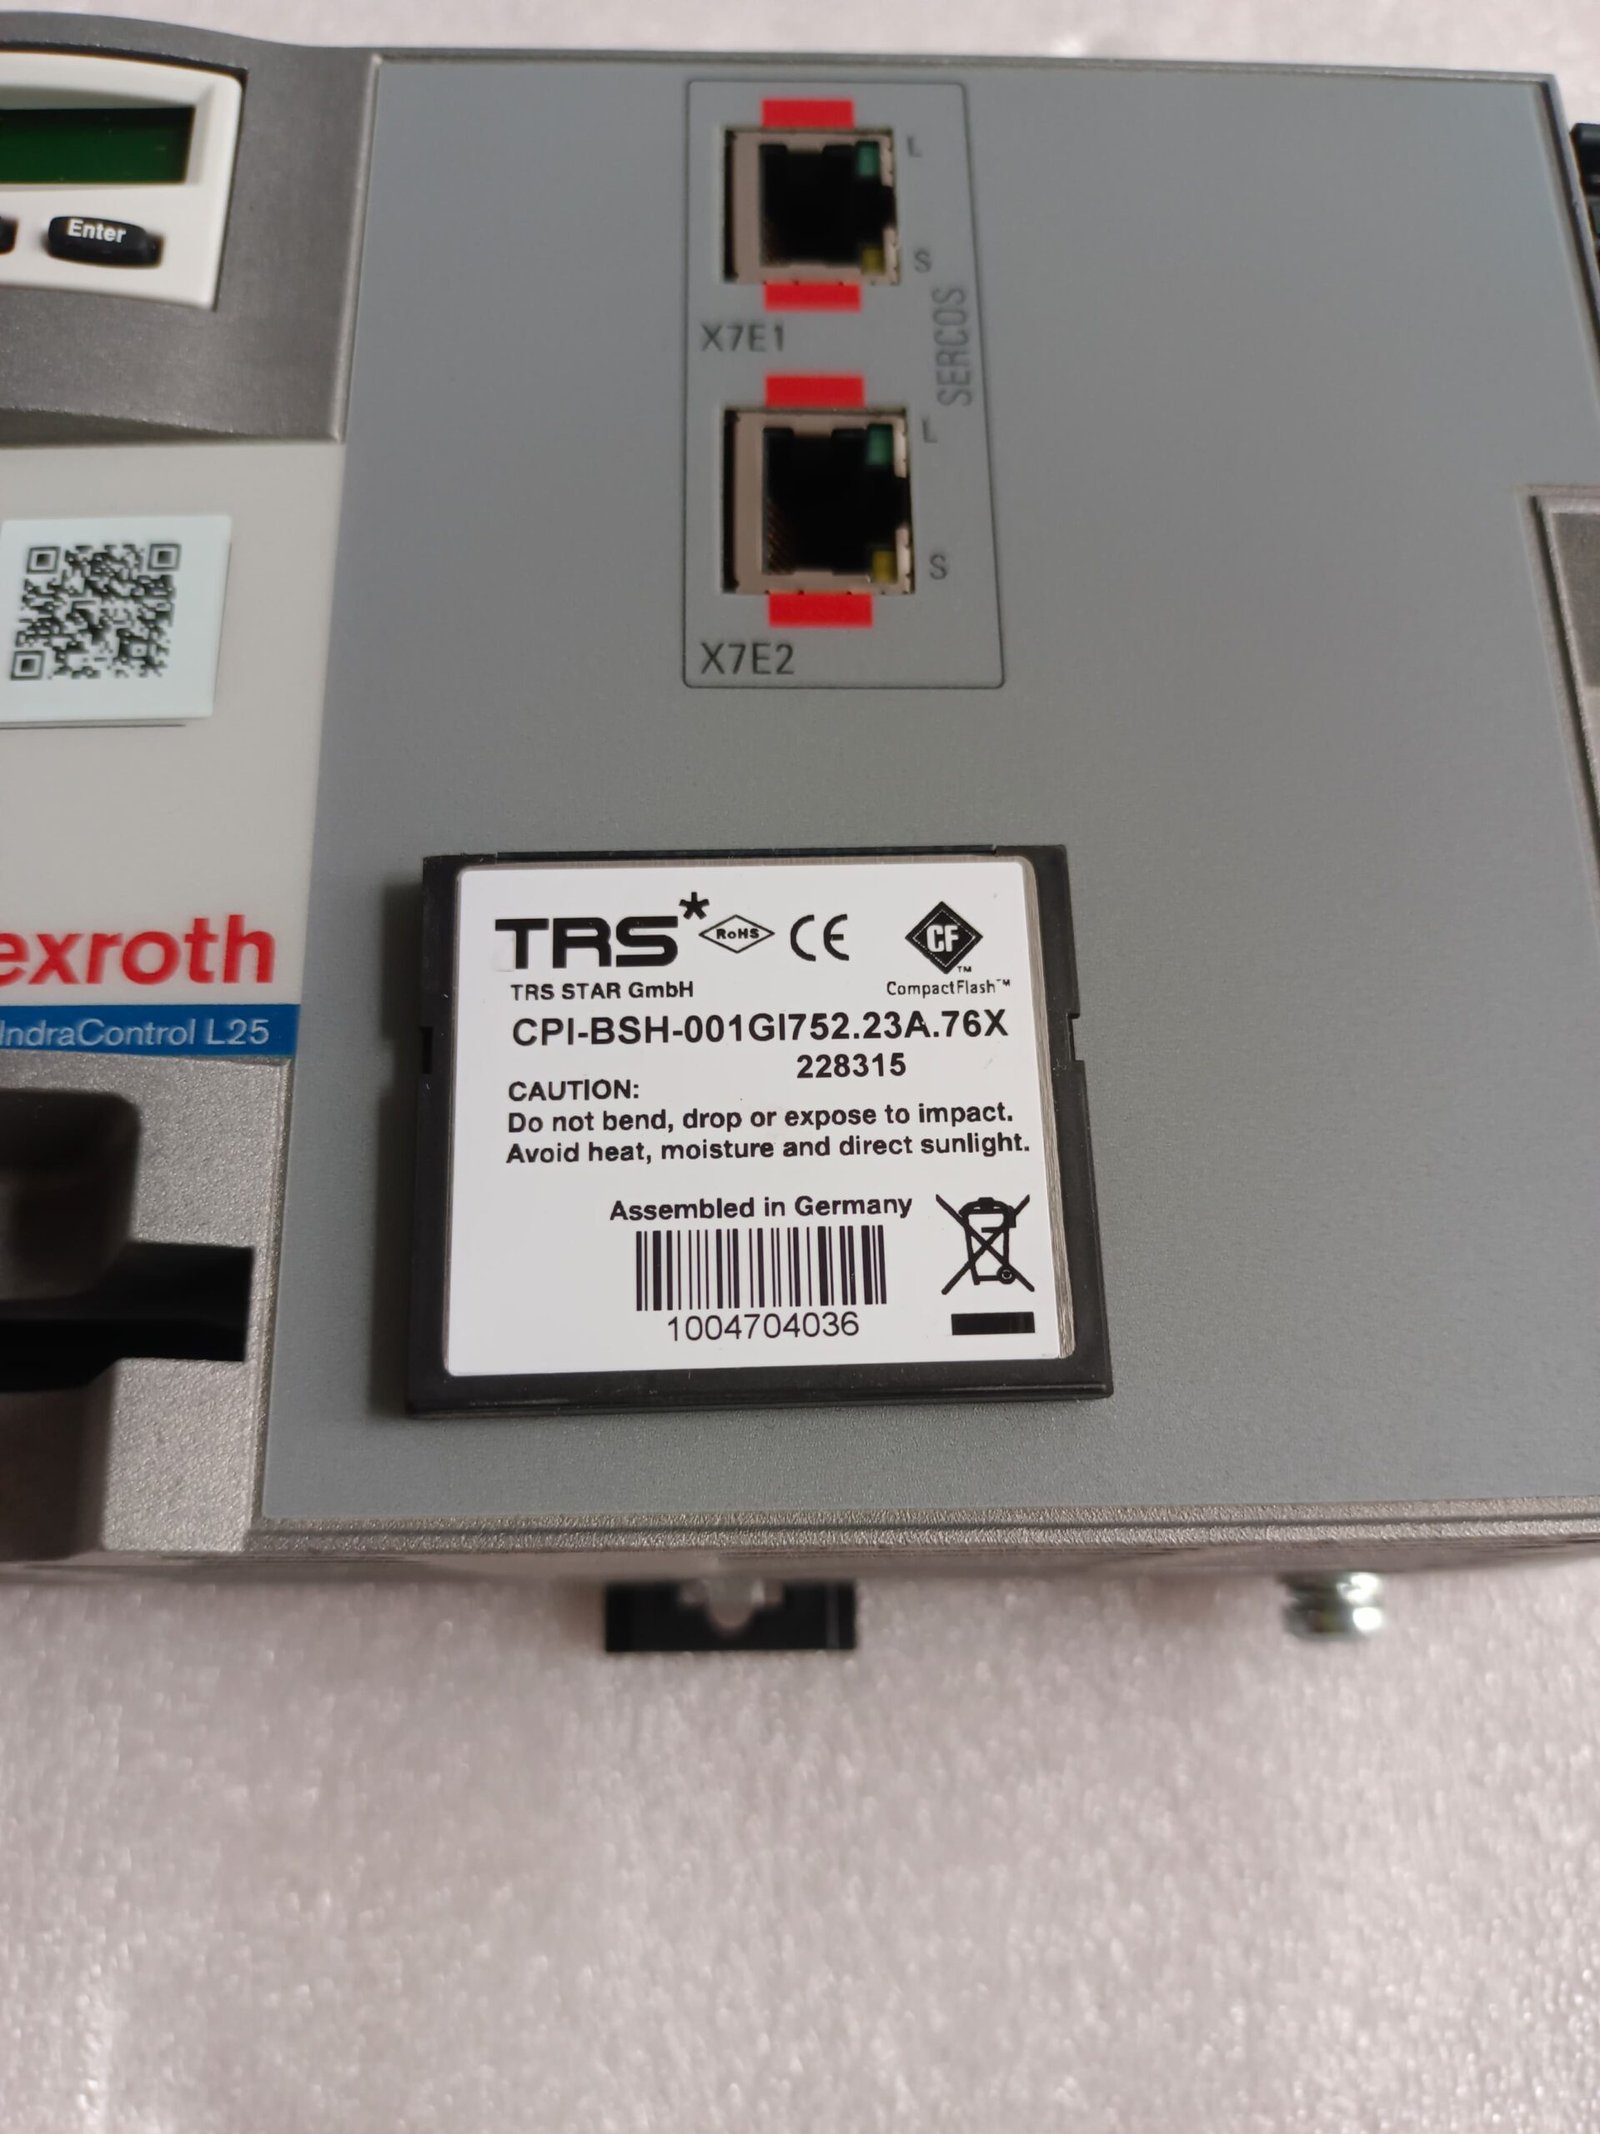 Enter
L
S
X7E1
SERCOS
L
S
X7E2
exroth
IndraControl L25
TRS*
RoHS
CE
CF
TM
TRS STAR GmbH
CompactFlash™
CPI-BSH-001GI752.23A.76X
228315
CAUTION:
Do not bend, drop or expose to impact.
Avoid heat, moisture and direct sunlight.
Assembled in Germany
1004704036